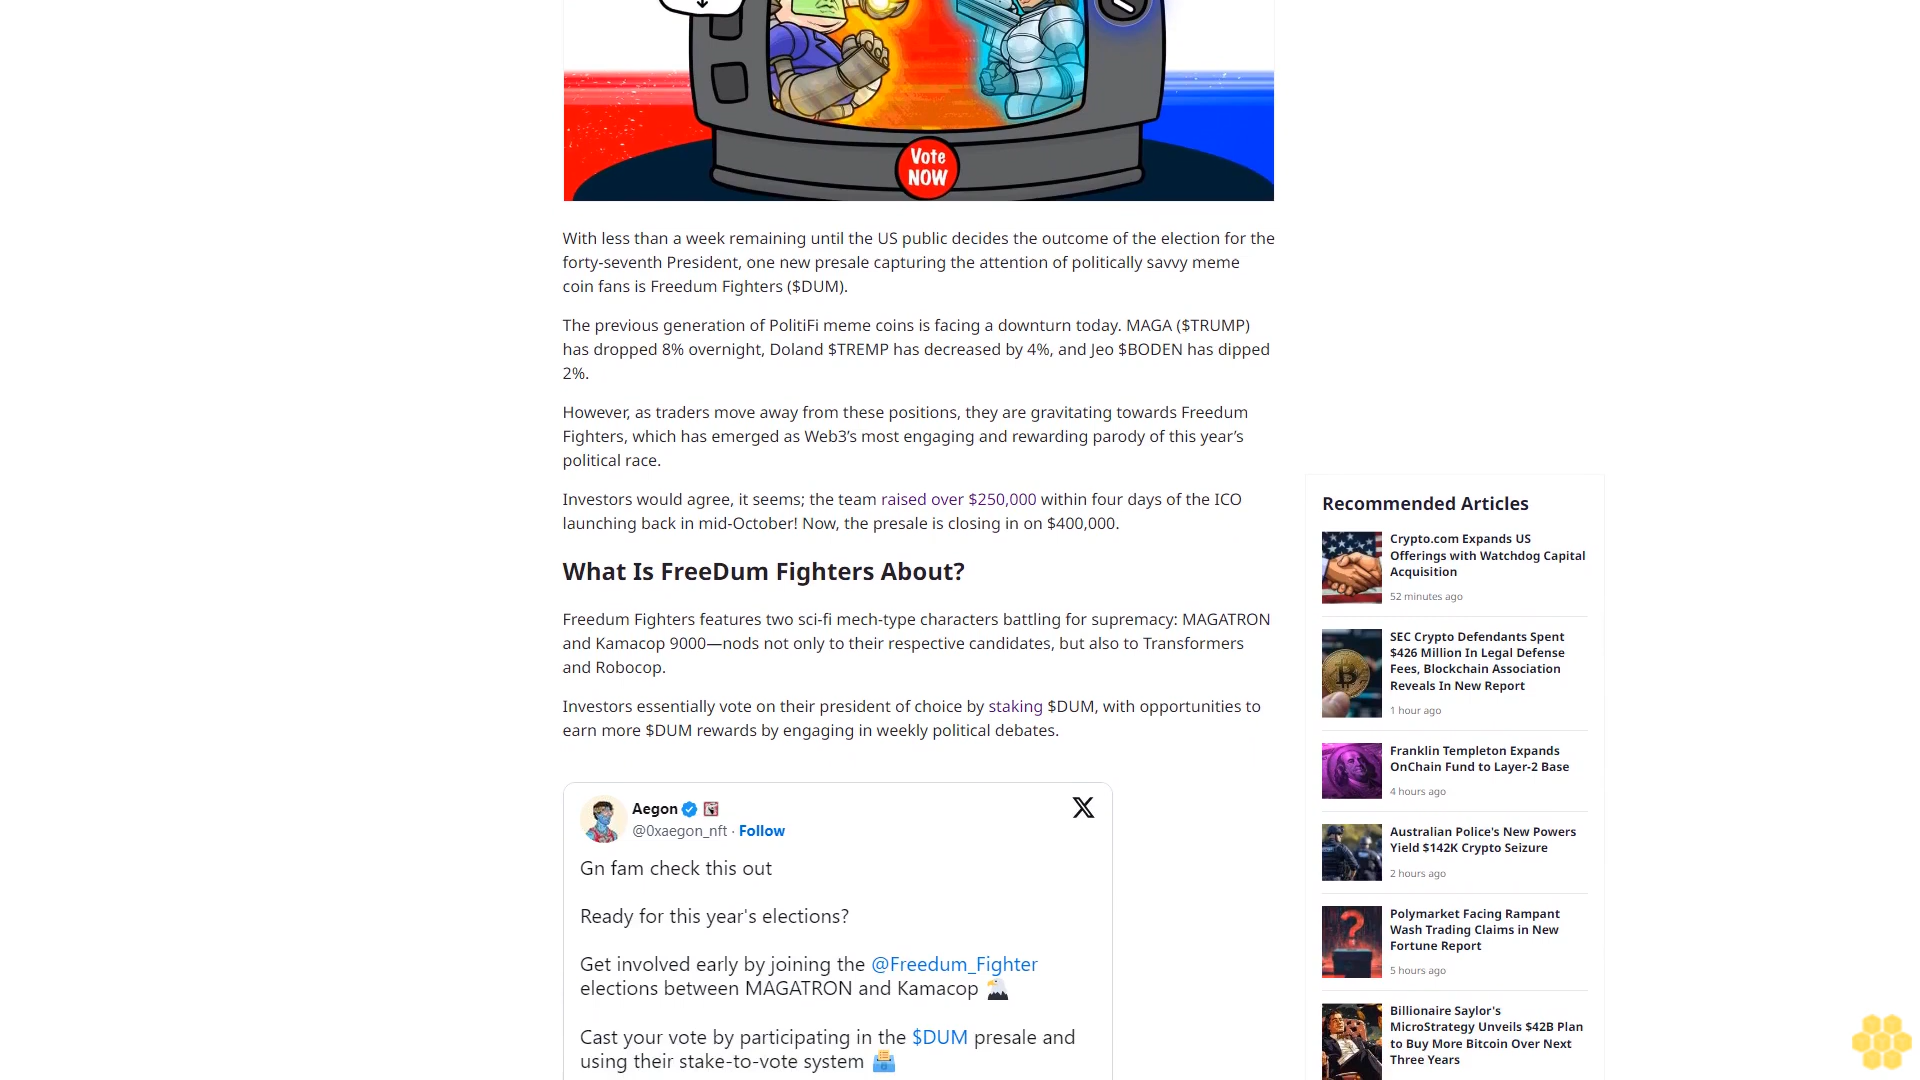 Vote
NOW
With less than a week remaining until the US public decides the outcome of the election for the
forty-seventh President, one new presale capturing the attention of politically savvy meme
coin fans is Freedum Fighters ($DUM).
The previous generation of PolitiFi meme coins is facing a downturn today. MAGA ($TRUMP)
has dropped 8% overnight, Doland $TREMP has decreased by 4%, and Jeo $BODEN has dipped
2%.
However, as traders move away from these positions, they are gravitating towards Freedum
Fighters, which has emerged as Web3’s most engaging and rewarding parody of this year’s
political race.
Investors would agree, it seems; the team raised over $250,000 within four days of the ICO
launching back in mid-October! Now, the presale is closing in on $400,000.
What Is FreeDum Fighters About?
Freedum Fighters features two sci-fi mech-type characters battling for supremacy: MAGATRON
and Kamacop 9000—nods not only to their respective candidates, but also to Transformers
and Robocop.
Investors essentially vote on their president of choice by staking $DUM, with opportunities to
earn more $DUM rewards by engaging in weekly political debates.
Aegon
@0xaegon_nft · Follow
Gn fam check this out
Ready for this year's elections?
Get involved early by joining the @Freedum_Fighter
elections between MAGATRON and Kamacop
Cast your vote by participating in the $DUM presale and
using their stake-to-vote system
Recommended Articles
Crypto.com Expands US
Offerings with Watchdog Capital
Acquisition
52 minutes ago
SEC Crypto Defendants Spent
$426 Million In Legal Defense
Fees, Blockchain Association
Reveals In New Report
1 hour ago
Franklin Templeton Expands
OnChain Fund to Layer-2 Base
4 hours ago
Australian Police's New Powers
Yield $142K Crypto Seizure
2 hours ago
Polymarket Facing Rampant
Wash Trading Claims in New
Fortune Report
5 hours ago
Billionaire Saylor's
MicroStrategy Unveils $42B Plan
to Buy More Bitcoin Over Next
Three Years